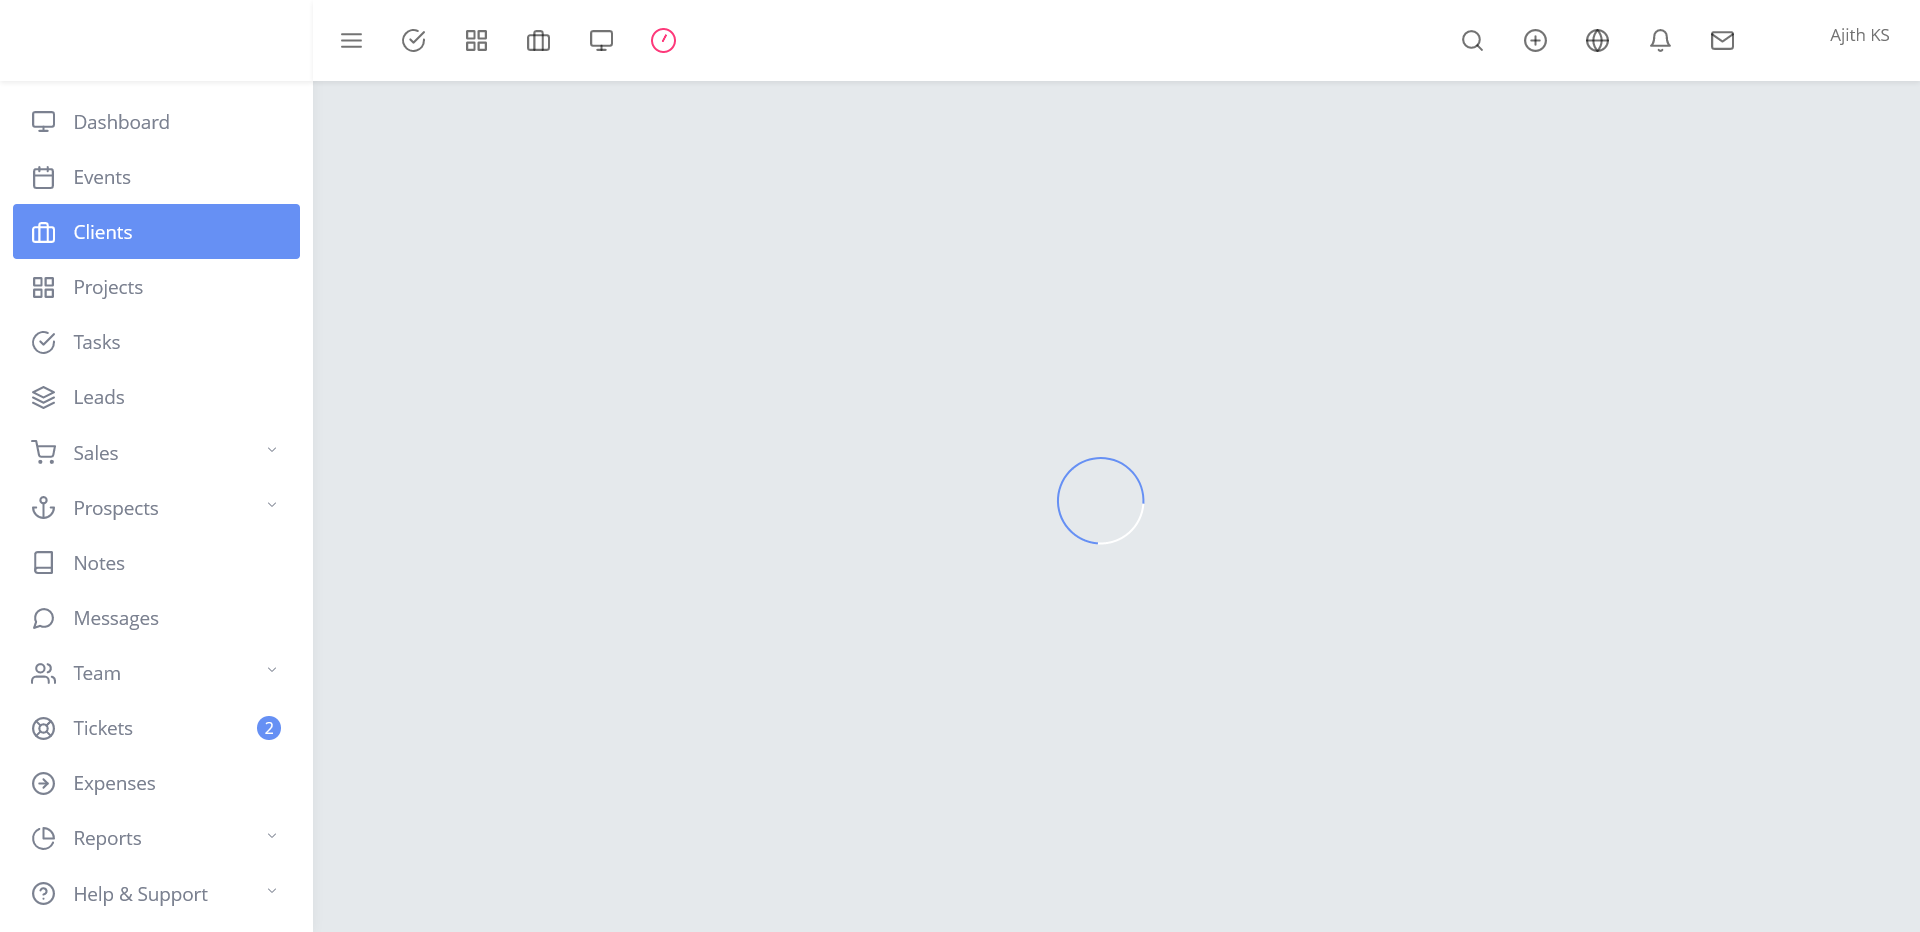 Ajith KS
Dashboard
Events
Clients
Projects
Tasks
Leads
Sales
Prospects
Notes
Messages
Team
Tickets 2
Expenses
Reports
Help & Support